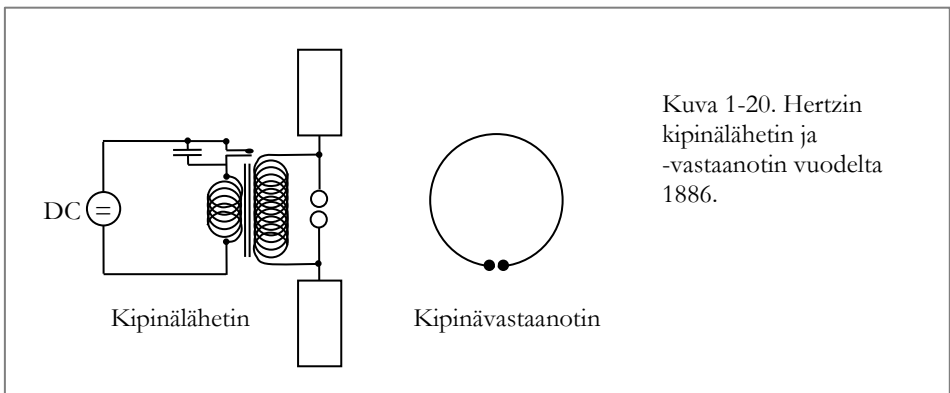 Kuva 1-20. Hertzin
kipinälähetin ja
-vastaanotin vuodelta
1886.
DC
=
Kipinälähetin
Kipinävastaanotin